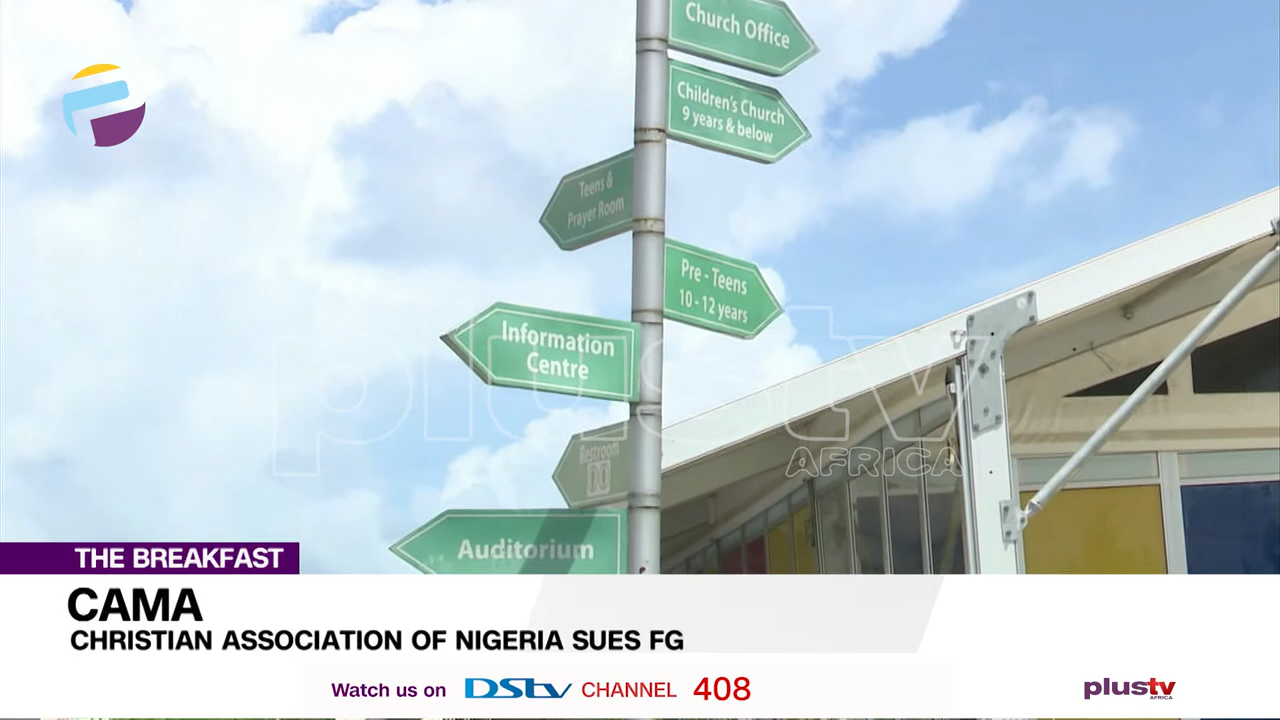 Church Office
Children's Church
9 years & below
Teens &
Prayer Room
Pre - Teens
10 - 12 years
Information
Centre
Restroom
Auditorium
plustv
AFRICA
THE BREAKFAST
CAMA
CHRISTIAN ASSOCIATION OF NIGERIA SUES FG
Watch us on DStv CHANNEL 408
plustv
AFRICA